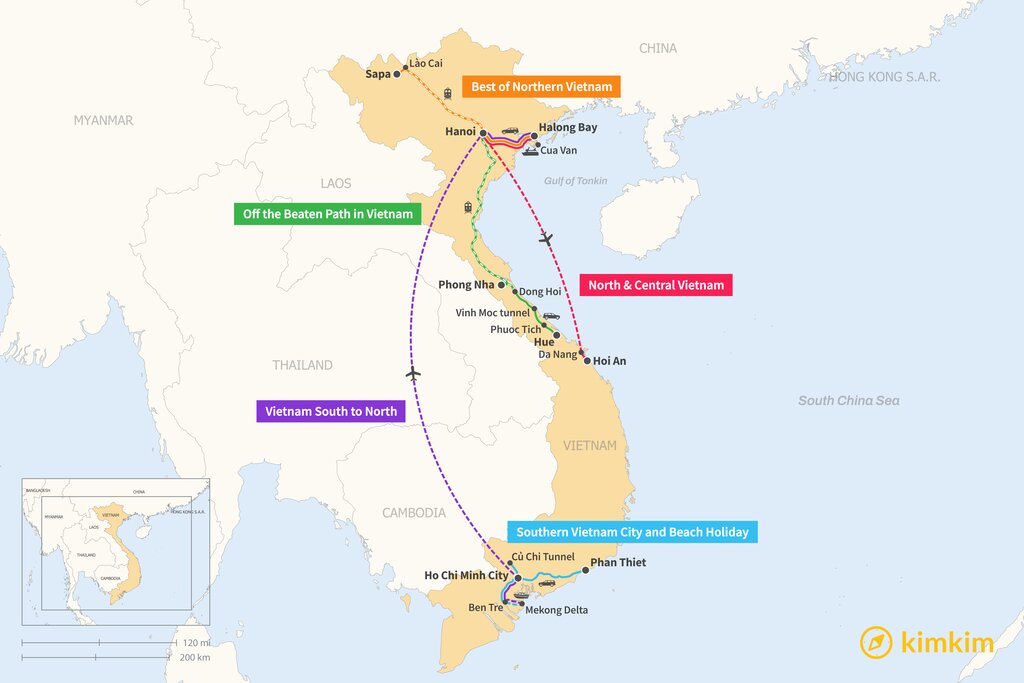 CHINA
HONG KONG S.A.R.
MYANMAR
Lào Cai
Sapa
Best of Northern Vietnam
Hanoi
Halong Bay
Cua Van
LAOS
Gulf of Tonkin
Off the Beaten Path in Vietnam
Phong Nha
Dong Hoi
North & Central Vietnam
Vinh Moc tunnel
Phuoc Tich
Hue
Da Nang
Hoi An
THAILAND
South China Sea
Vietnam South to North
VIETNAM
CAMBODIA
Southern Vietnam City and Beach Holiday
Củ Chi Tunnel
Phan Thiet
Ho Chi Minh City
Ben Tre
Mekong Delta
BANGLADESH
CHINA
MYANMAR
VIETNAM
HONG KONG S.A.R.
LAOS
THAILAND
CAMBODIA
120 mi
200 km
kimkim